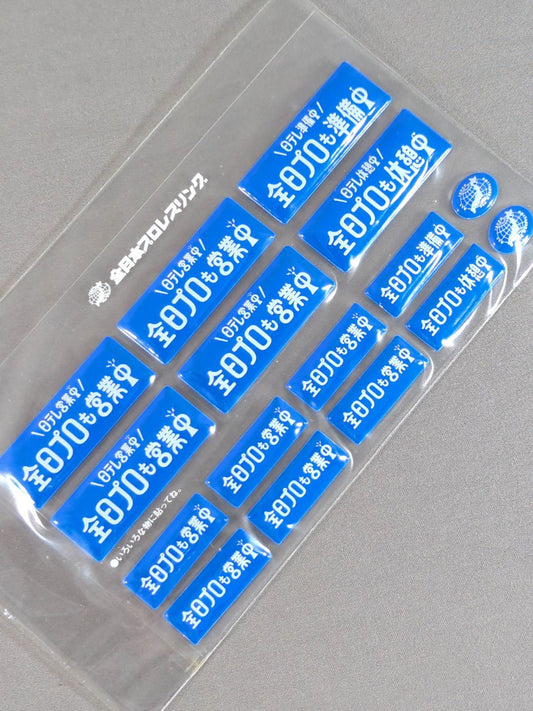 全日本プロレスリング
\日テレ準備中/
全日プロも準備中
\日テレ休憩中/
全日プロも休憩中
\日テレ営業中/
全日プロも営業中
\日テレ営業中/
全日プロも営業中
\日テレ営業中/
全日プロも営業中
\日テレ営業中/
全日プロも営業中
全日プロも準備中
全日プロも休憩中
全日プロも営業中
全日プロも営業中
全日プロも営業中
全日プロも営業中
全日プロも営業中
全日プロも営業中
●いろいろな物に貼ってね。